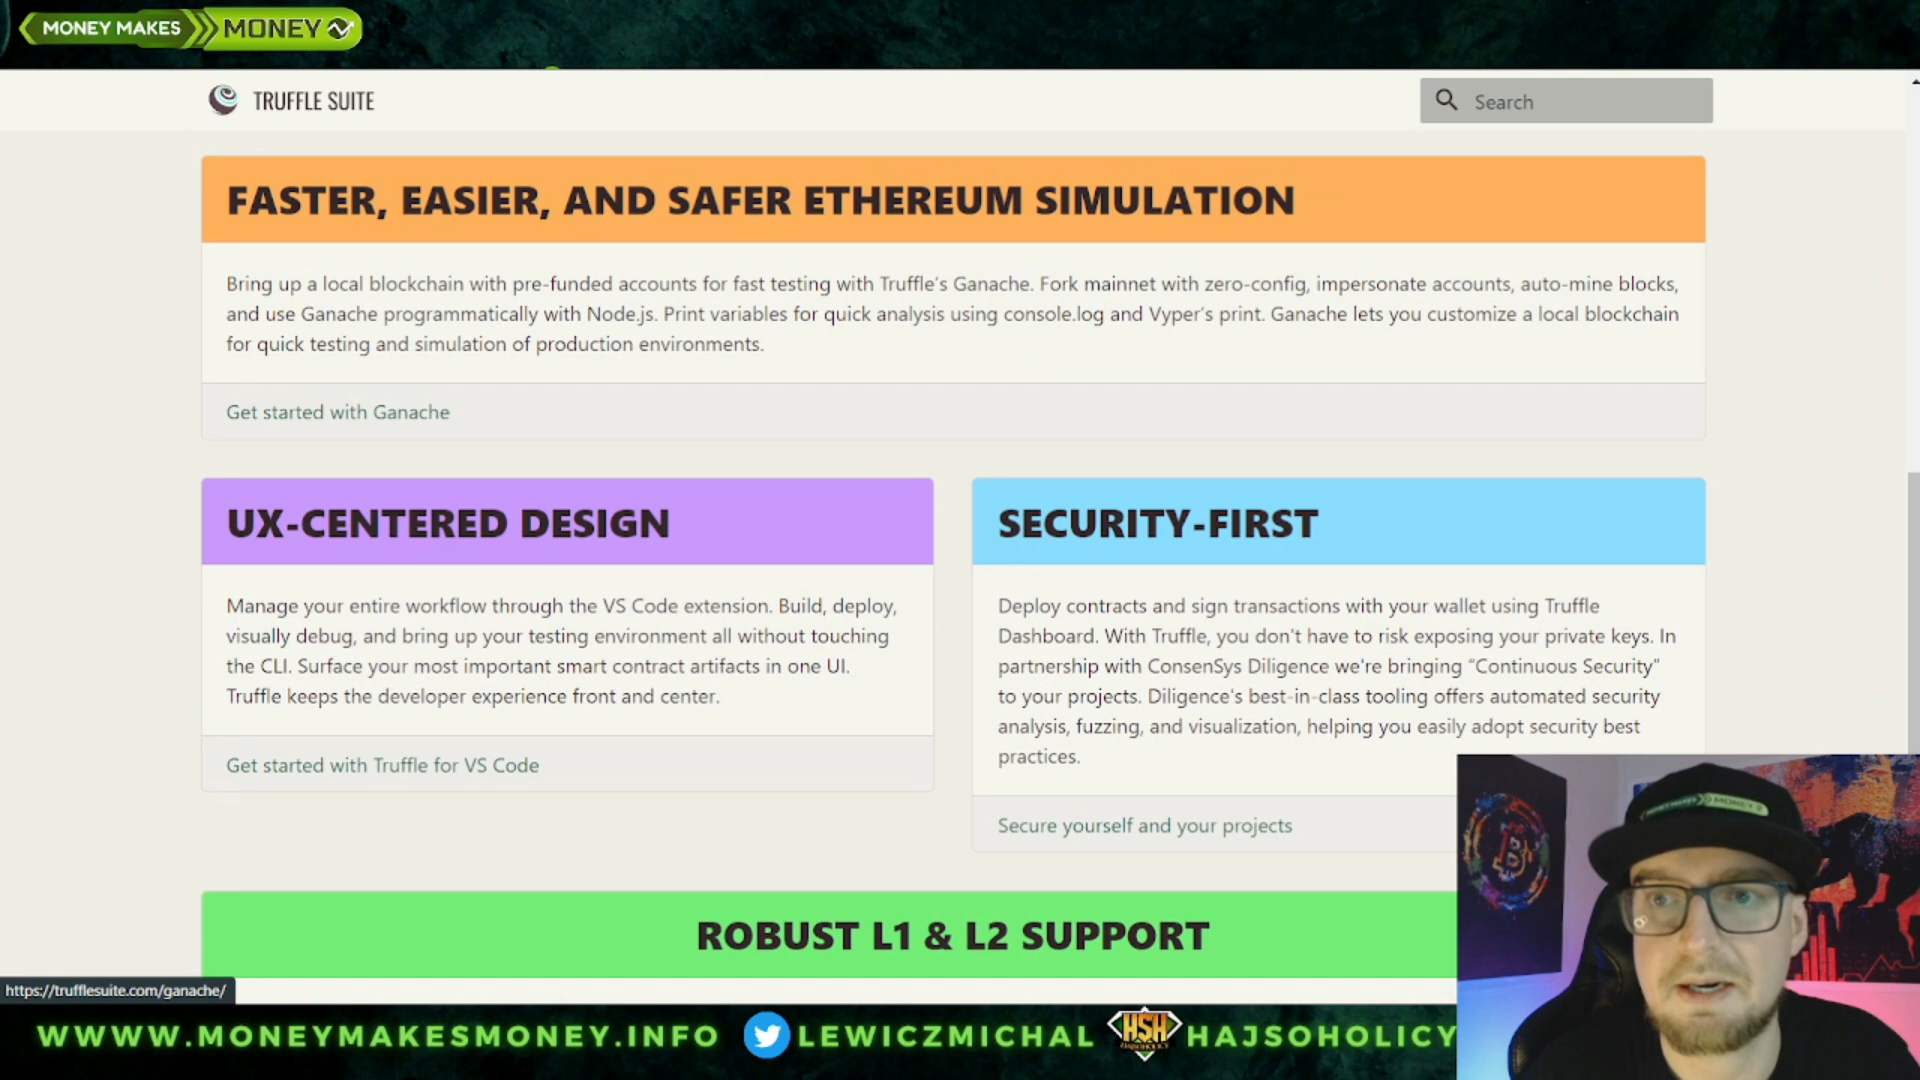 MONEY MAKES MONEY
TRUFFLE SUITE
Search
FASTER, EASIER, AND SAFER ETHEREUM SIMULATION
Bring up a local blockchain with pre-funded accounts for fast testing with Truffle's Ganache. Fork mainnet with zero-config, impersonate accounts, auto-mine blocks,
and use Ganache programmatically with Node.js. Print variables for quick analysis using console.log and Vyper's print. Ganache lets you customize a local blockchain
for quick testing and simulation of production environments.
Get started with Ganache
UX-CENTERED DESIGN
Manage your entire workflow through the VS Code extension. Build, deploy,
visually debug, and bring up your testing environment all without touching
the CLI. Surface your most important smart contract artifacts in one UI.
Truffle keeps the developer experience front and center.
Get started with Truffle for VS Code
SECURITY-FIRST
Deploy contracts and sign transactions with your wallet using Truffle
Dashboard. With Truffle, you don't have to risk exposing your private keys. In
partnership with ConsenSys Diligence we're bringing “Continuous Security”
to your projects. Diligence's best-in-class tooling offers automated security
analysis, fuzzing, and visualization, helping you easily adopt security best
practices.
Secure yourself and your projects
ROBUST L1 & L2 SUPPORT
https://trufflesuite.com/ganache/
WWWW.MONEYMAKESMONEY.INFO
LEWICZMICHAL
HSH
HAJSOHOLICY